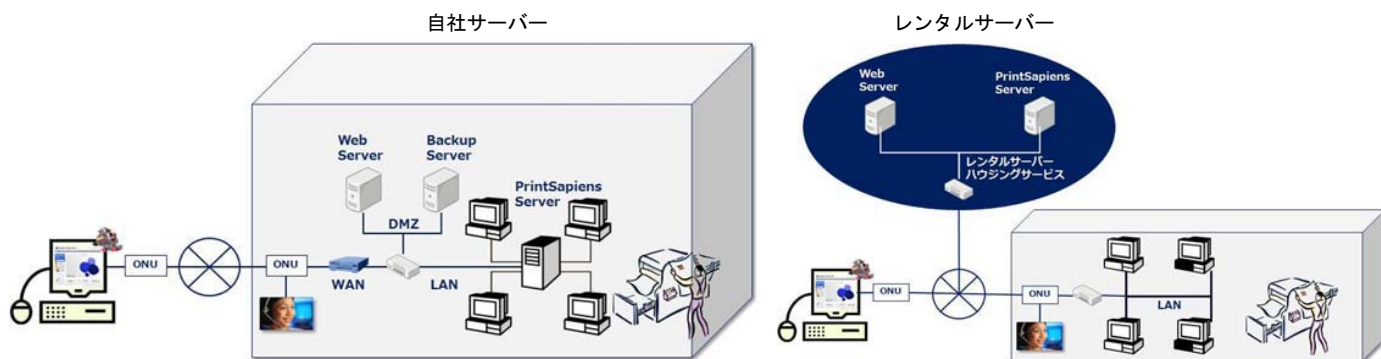 自社サーバー
Web
Server
Backup
Server
PrintSapiens
Server
DMZ
ONU
ONU
WAN
LAN
レンタルサーバー
Web
Server
PrintSapiens
Server
レンタルサーバー
ハウジングサービス
ONU
ONU
LAN